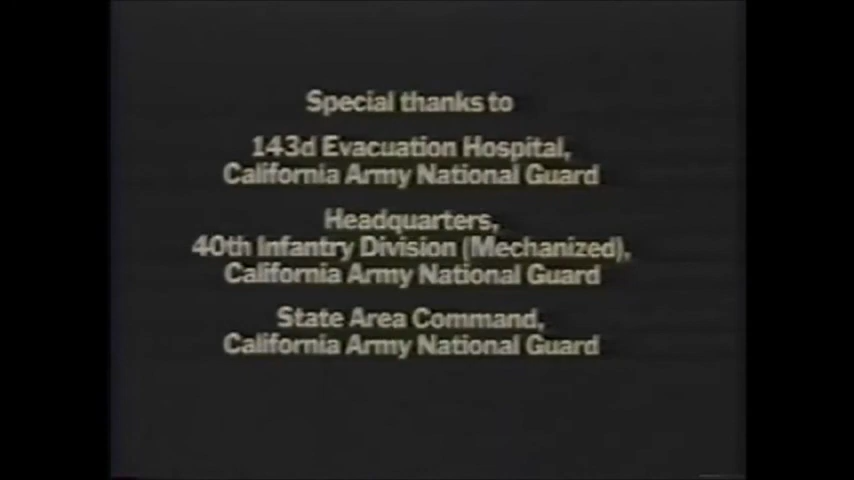 Special thanks to
143d Evacuation Hospital,
California Army National Guard
Headquarters,
40th Infantry Division (Mechanized),
California Army National Guard
State Area Command,
California Army National Guard